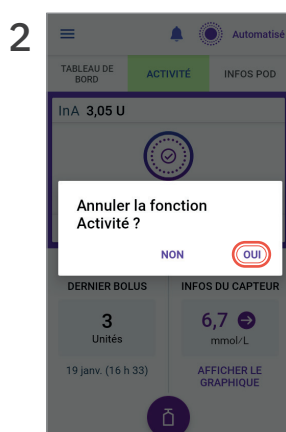 2
Automatisé
TABLEAU DE
BORD
ACTIVITÉ
INFOS POD
InA 3,05 U
Annuler la fonction
Activité ?
NON
OUI
DERNIER BOLUS
INFOS DU CAPTEUR
3
Unités
6,7
mmol/L
19 janv. (16 h 33)
AFFICHER LE
GRAPHIQUE